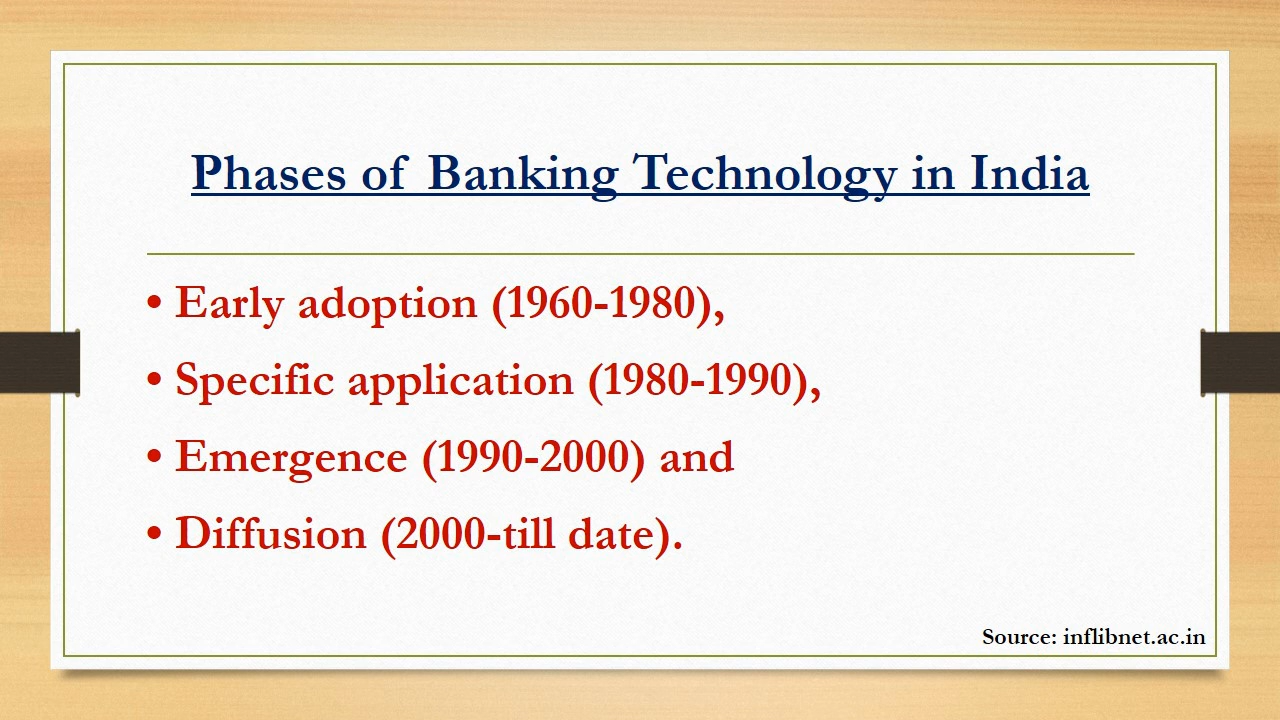 Phases of Banking Technology in India
• Early adoption (1960-1980),
• Specific application (1980-1990),
• Emergence (1990-2000) and
• Diffusion (2000-till date).
Source: inflibnet.ac.in